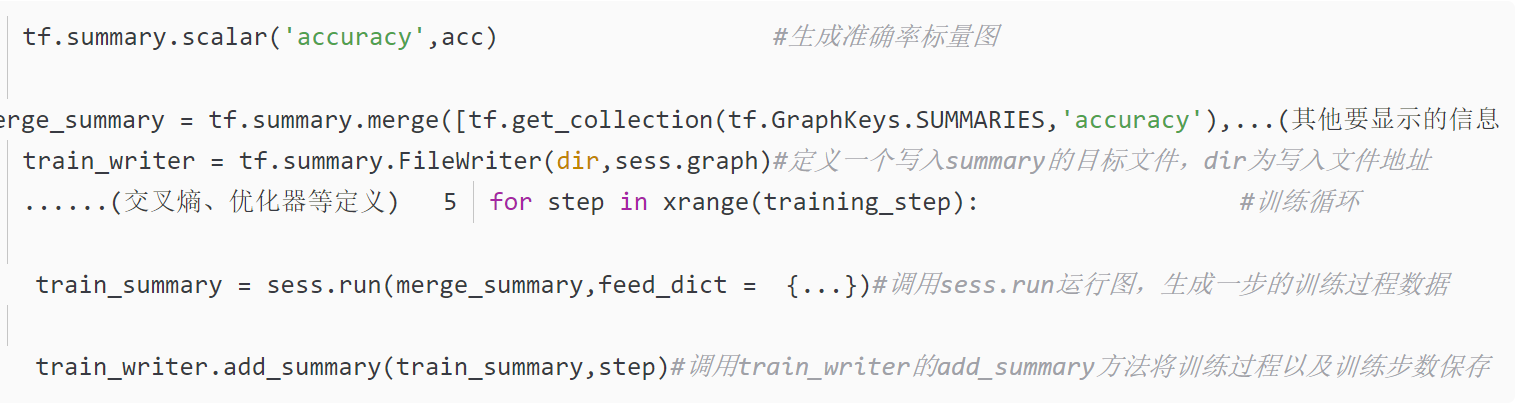 tf.summary.scalar('accuracy',acc) #生成准确率标量图
erge_summary = tf.summary.merge([tf.get_collection(tf.GraphKeys.SUMMARIES,'accuracy'),...(其他要显示的信息
train_writer = tf.summary.FileWriter(dir,sess.graph)#定义一个写入summary的目标文件，dir为写入文件地址
......(交叉熵、优化器等定义) 5 for step in xrange(training_step): #训练循环
train_summary = sess.run(merge_summary,feed_dict = {...})#调用sess.run运行图，生成一步的训练过程数据
train_writer.add_summary(train_summary,step)#调用train_writer的add_summary方法将训练过程以及训练步数保存